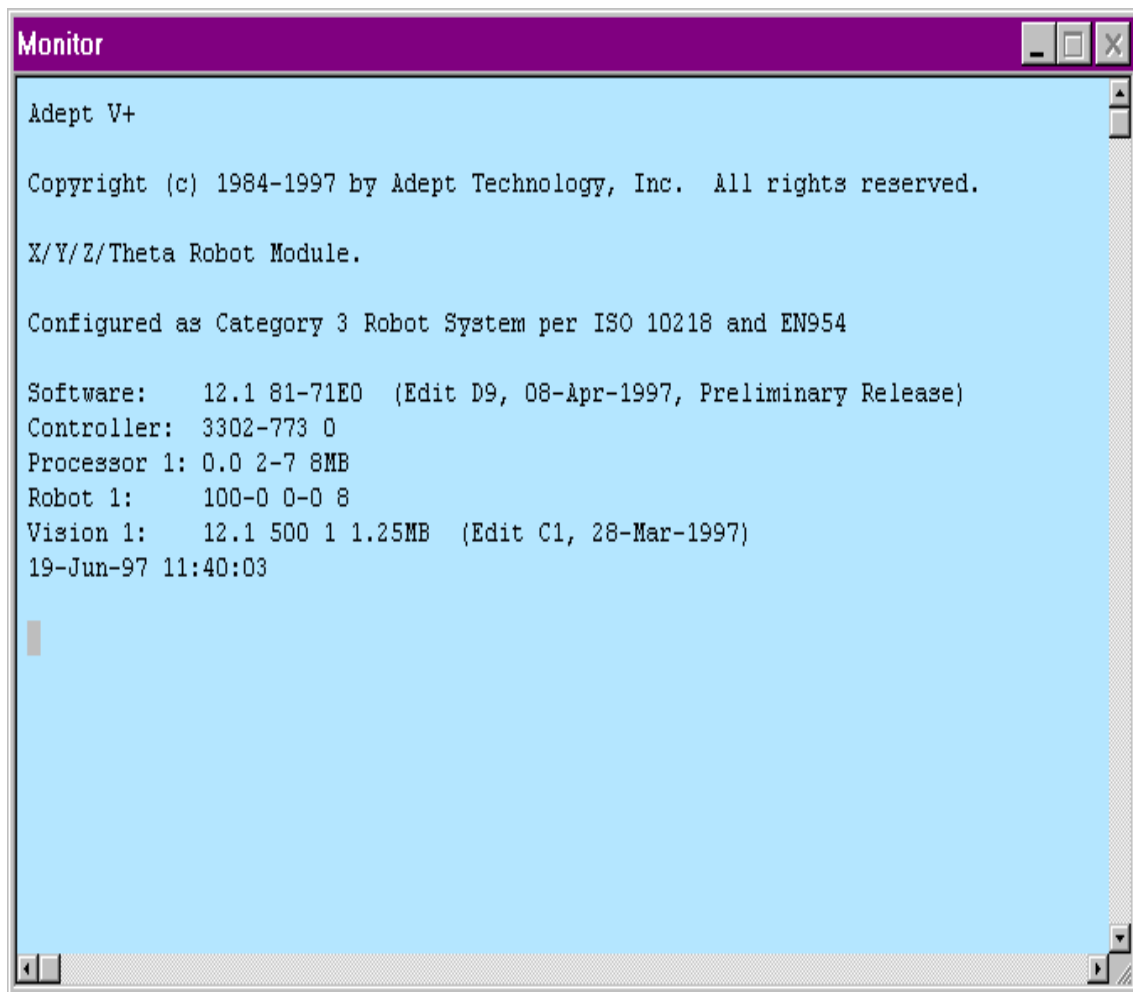 Monitor
Adept V+
Copyright (c) 1984-1997 by Adept Technology, Inc.  All rights reserved.
X/Y/Z/Theta Robot Module.
Configured as Category 3 Robot System per ISO 10218 and EN954
Software:    12.1 81-71E0  (Edit D9, 08-Apr-1997, Preliminary Release)
Controller:  3302-773 0
Processor 1: 0.0 2-7 8MB
Robot 1:     100-0 0-0 8
Vision 1:    12.1 500 1 1.25MB  (Edit C1, 28-Mar-1997)
19-Jun-97 11:40:03